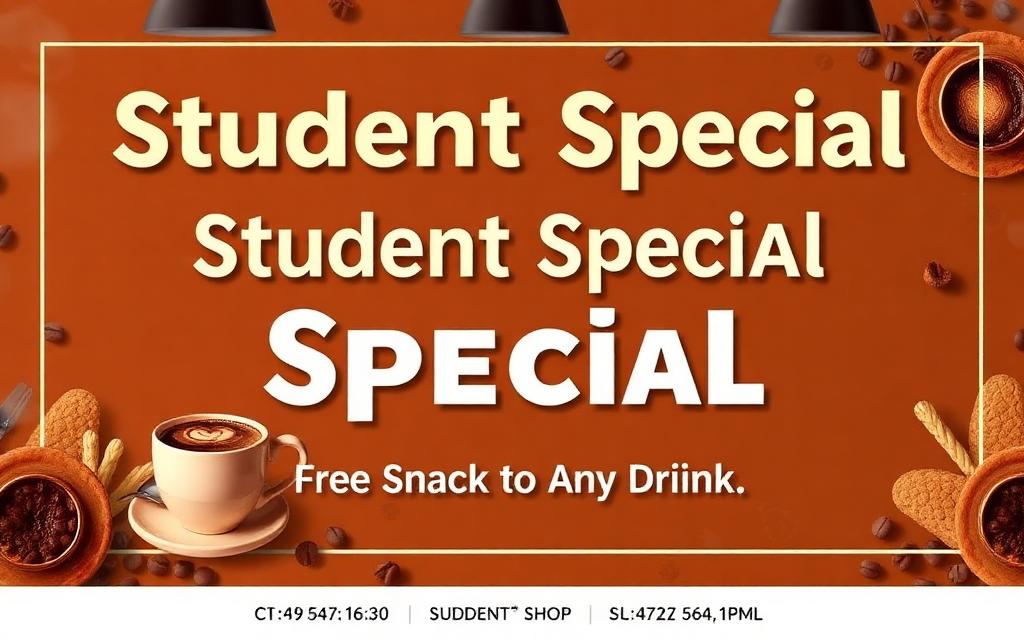 Student Special
Student SpeciAl
SPECiAL
Free Snack to Any Driink.
CT:49 547:16:30 | SUDDENT" SHOP | SL:472Z 564,1PML